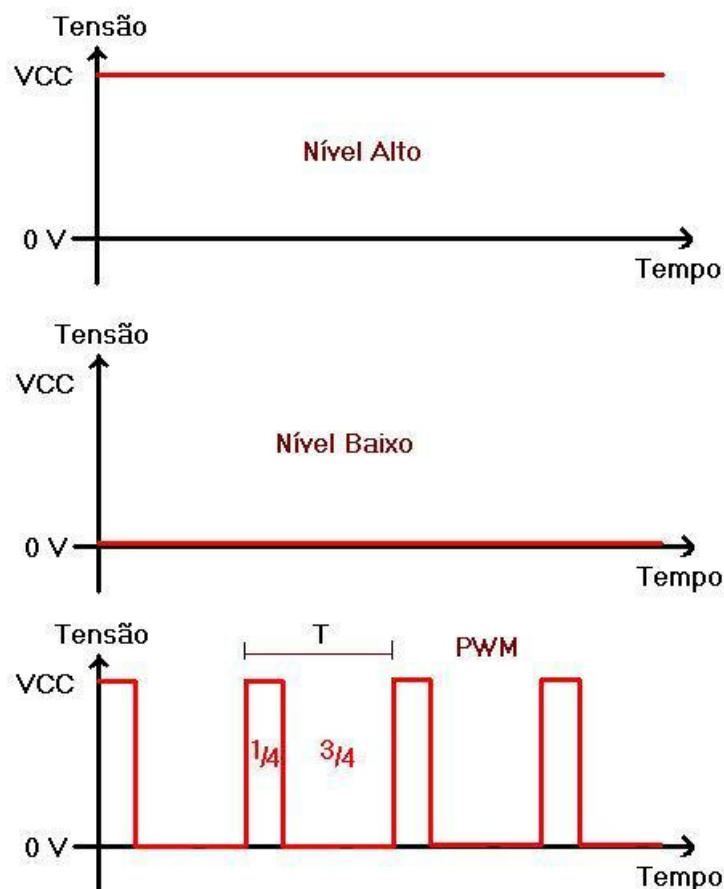 Tensão
VCC
Nível Alto
0 V
Tempo
Tensão
VCC
Nível Baixo
0 V
Tempo
Tensão
T
PWM
VCC
1/4
3/4
0 V
Tempo